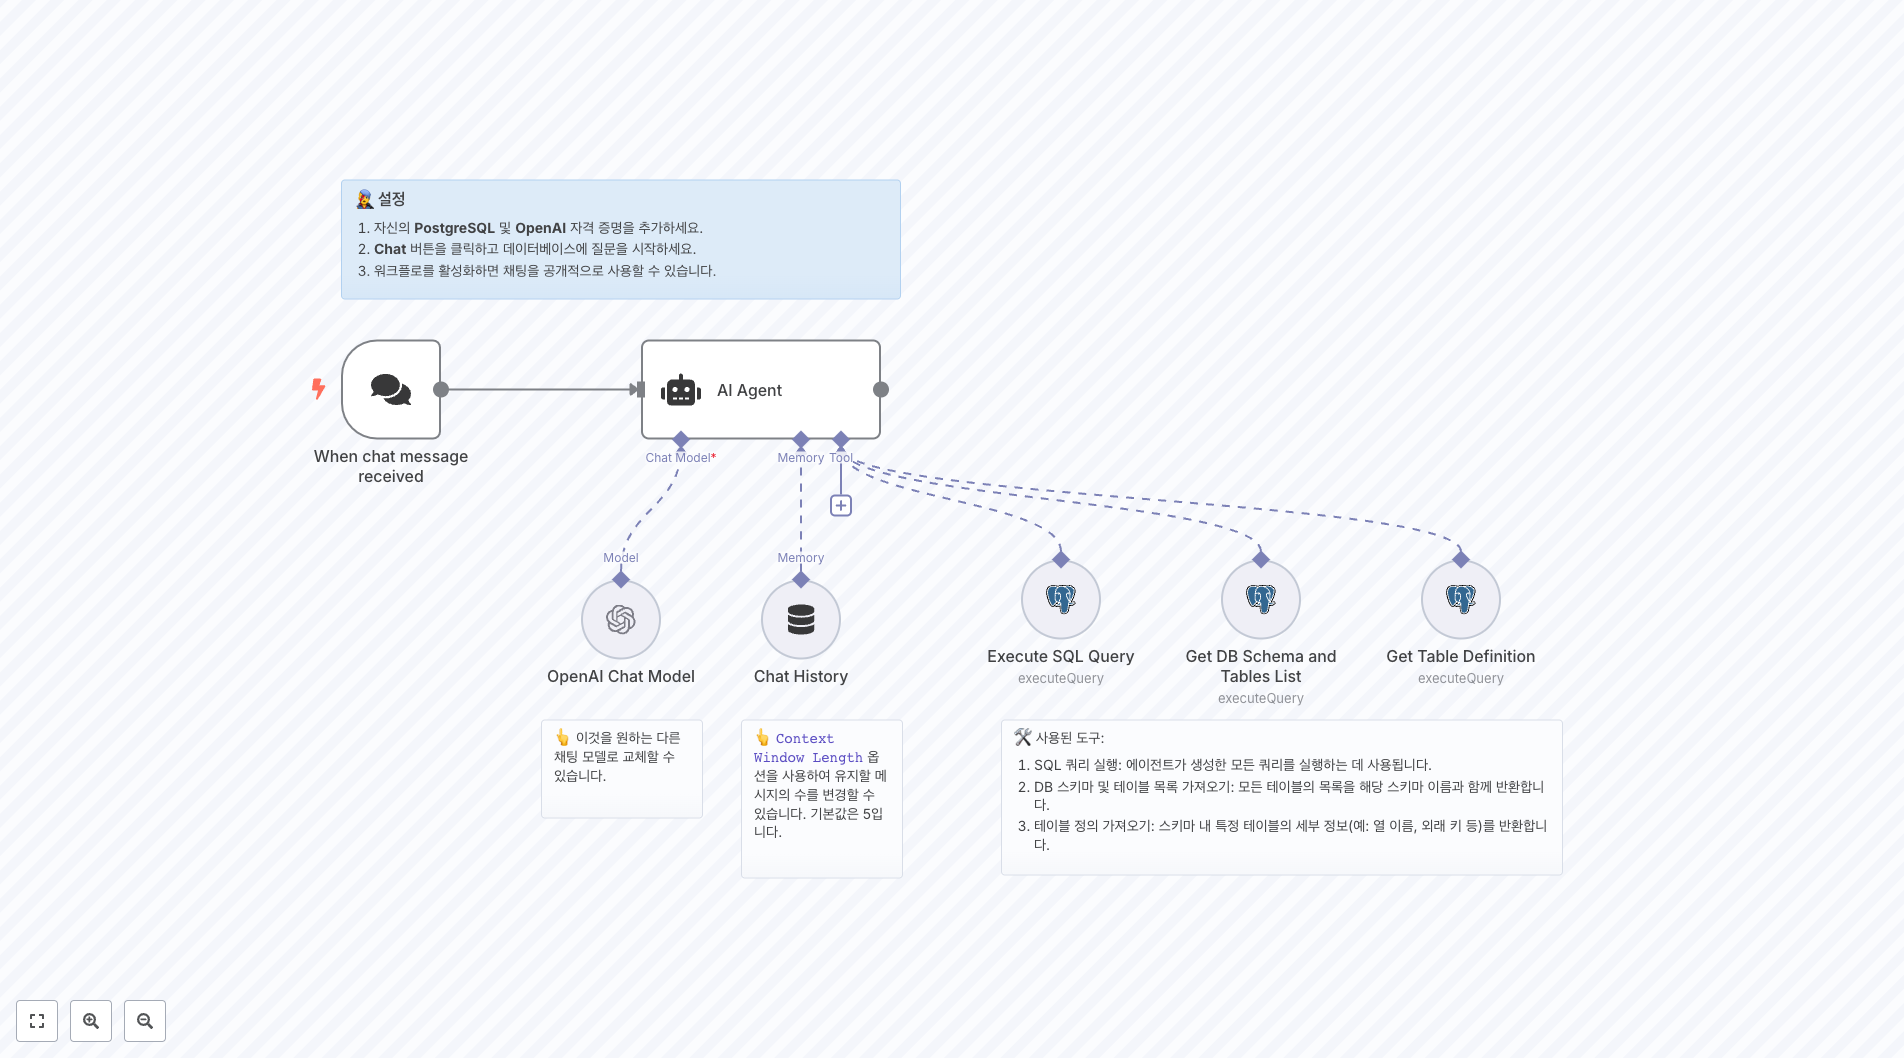 설정
1. 자신의 PostgreSQL 및 OpenAI 자격 증명을 추가하세요.
2. Chat 버튼을 클릭하고 데이터베이스에 질문을 시작하세요.
3. 워크플로를 활성화하면 채팅을 공개적으로 사용할 수 있습니다.
AI Agent
When chat message
received
Chat Model*
Memory
Tool
Model
Memory
OpenAI Chat Model
Chat History
Execute SQL Query
executeQuery
Get DB Schema and
Tables List
executeQuery
Get Table Definition
executeQuery
이것을 원하는 다른
채팅 모델로 교체할 수
있습니다.
Context
Window Length 옵
션을 사용하여 유지할 메
시지의 수를 변경할 수
있습니다. 기본값은 5입
니다.
사용된 도구:
1. SQL 쿼리 실행: 에이전트가 생성한 모든 쿼리를 실행하는 데 사용됩니다.
2. DB 스키마 및 테이블 목록 가져오기: 모든 테이블의 목록을 해당 스키마 이름과 함께 반환합니
다.
3. 테이블 정의 가져오기: 스키마 내 특정 테이블의 세부 정보(예: 열 이름, 외래 키 등)를 반환합니
다.